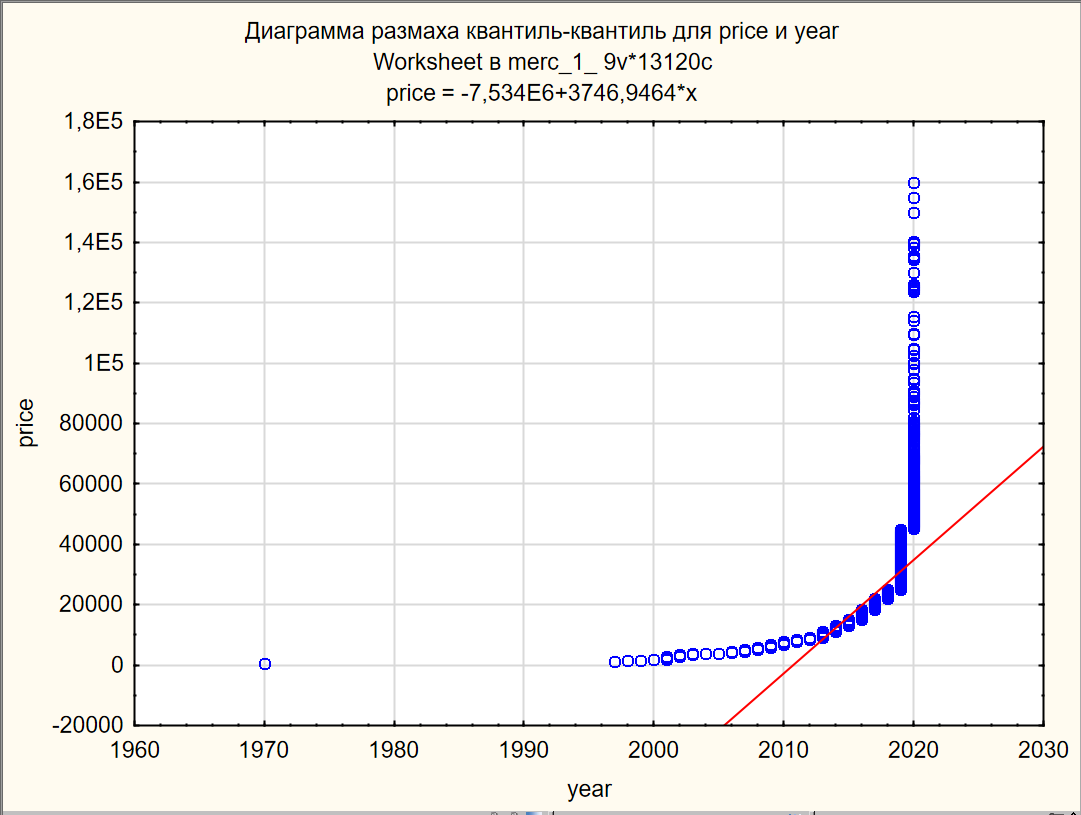 Диаграмма размаха квантиль-квантиль для price и year
Worksheet в merc_1_ 9v*13120c
price = -7,534E6+3746,9464*x
1,8E5
1,6E5
1,4E5
1,2E5
1E5
80000
60000
40000
20000
0
-20000
price
1960 1970 1980 1990 2000 2010 2020 2030
year